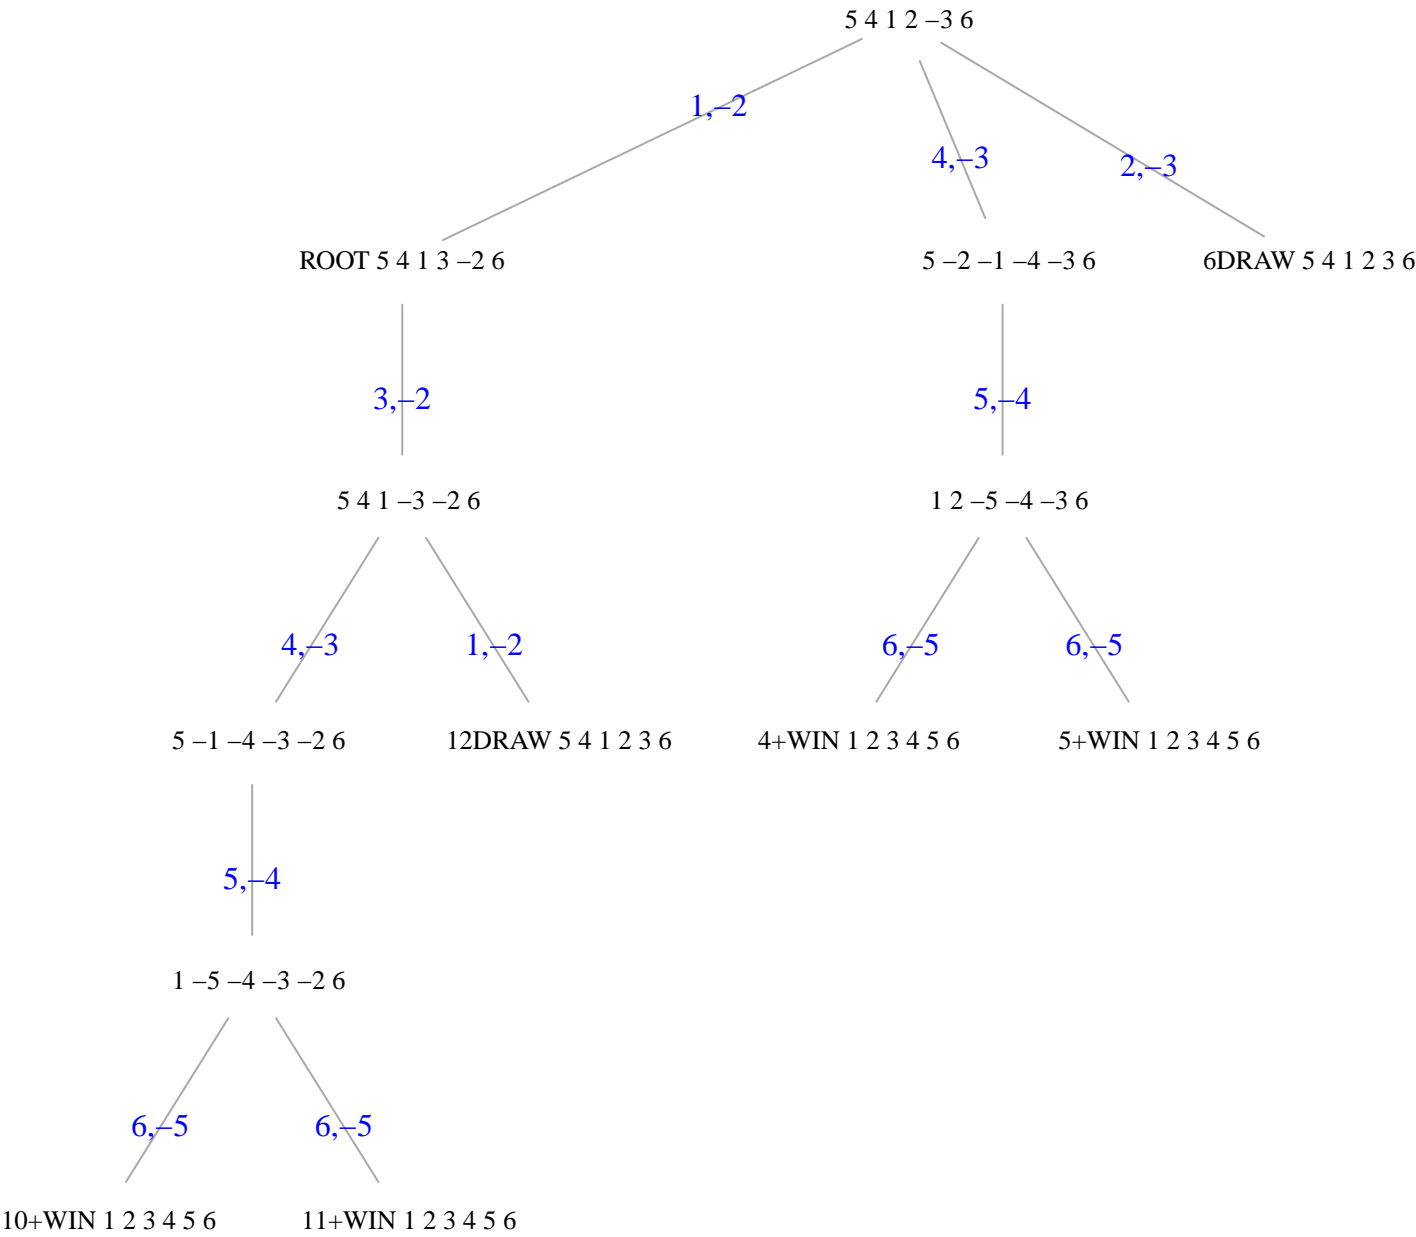 5 4 1 2 –3 6
1,–2
4,–3
2,–3
ROOT 5 4 1 3 –2 6
5 –2 –1 –4 –3 6
6DRAW 5 4 1 2 3 6
3,–2
5,–4
5 4 1 –3 –2 6
1 2 –5 –4 –3 6
4,–3
1,–2
6,–5
6,–5
5 –1 –4 –3 –2 6
12DRAW 5 4 1 2 3 6
4+WIN 1 2 3 4 5 6
5+WIN 1 2 3 4 5 6
5,–4
1 –5 –4 –3 –2 6
6,–5
6,–5
10+WIN 1 2 3 4 5 6
11+WIN 1 2 3 4 5 6